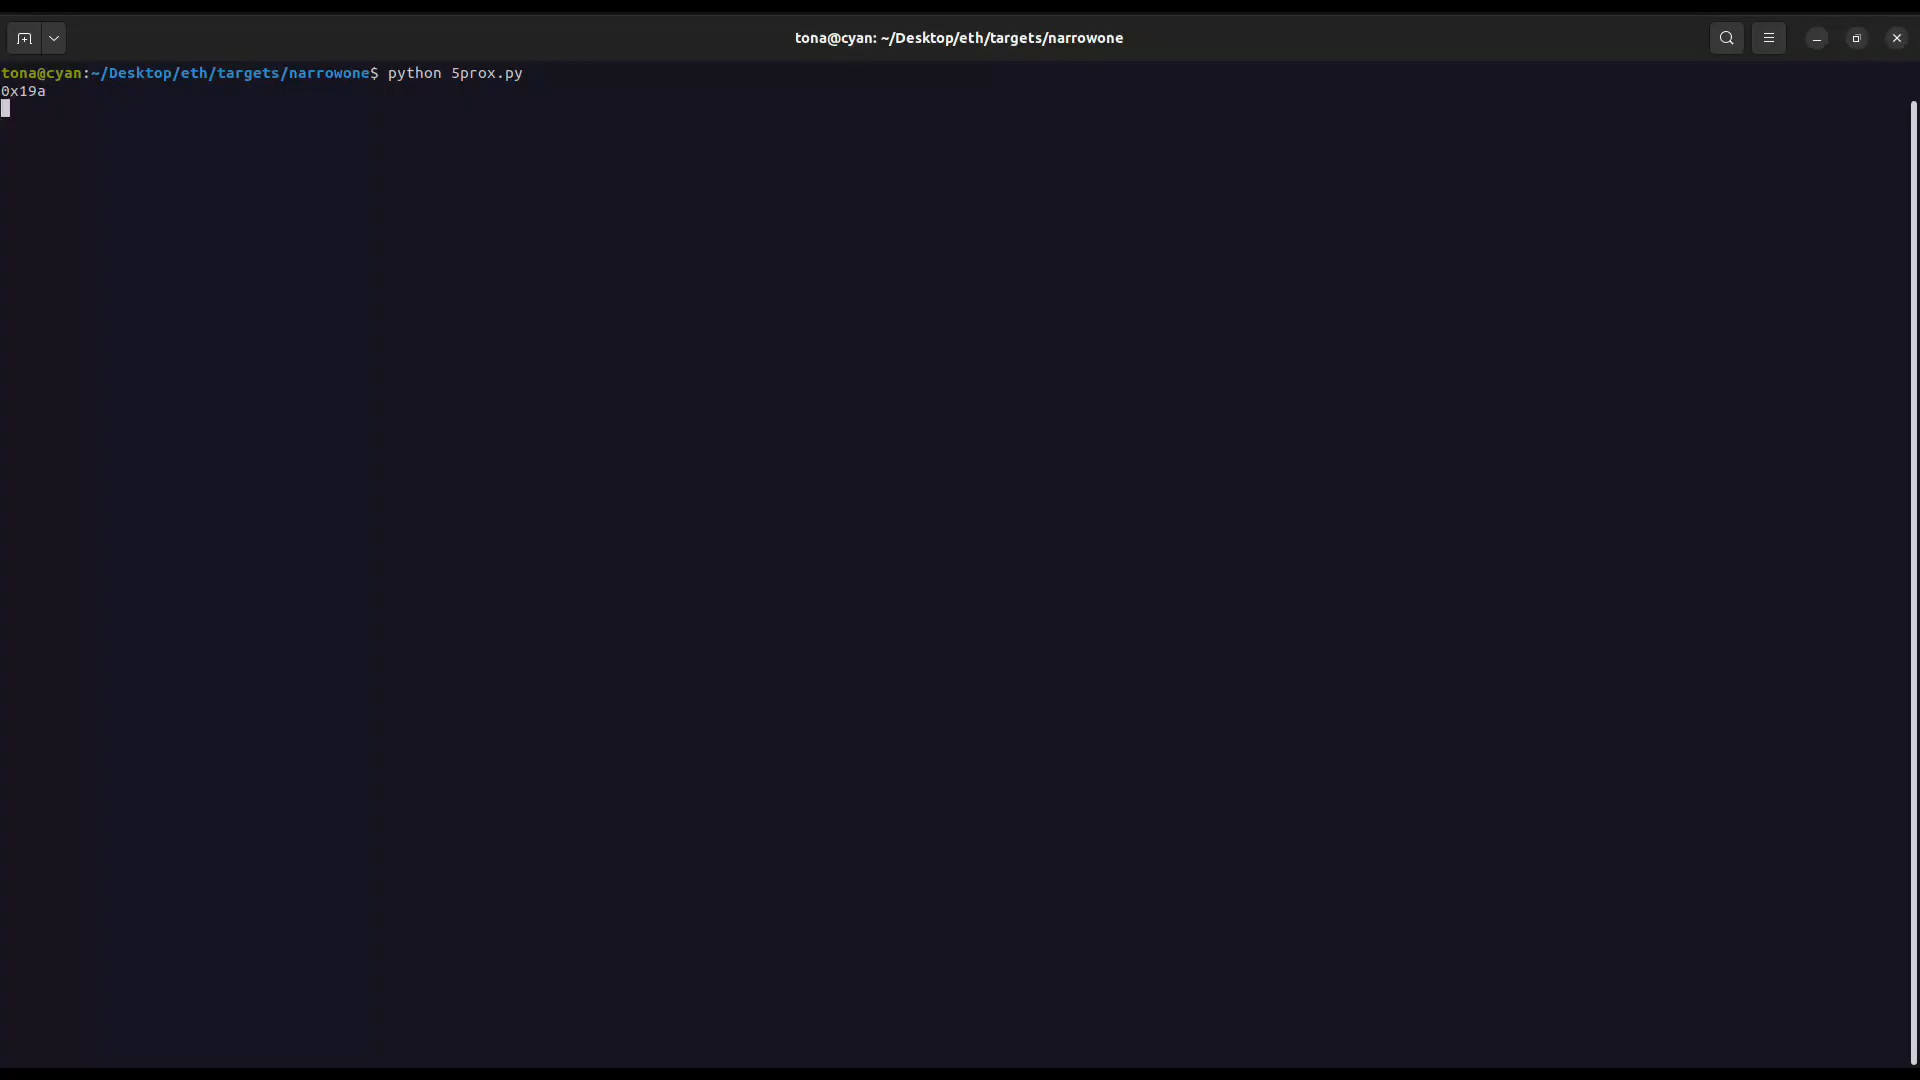 tona@cyan: ~/Desktop/eth/targets/narrowone
tona@cyan:~/Desktop/eth/targets/narrowone$ python 5prox.py
0x19a